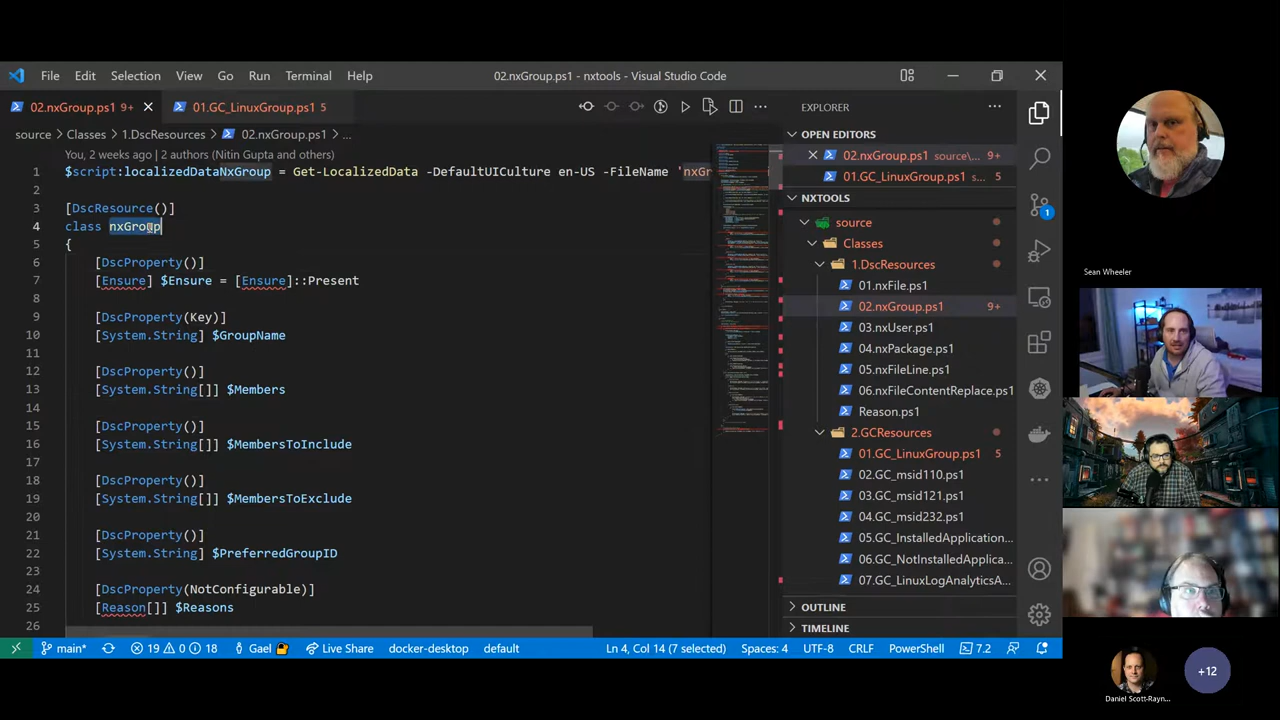 File Edit Selection View Go Run Terminal Help
02.nxGroup.ps1 - nxtools - Visual Studio Code
02.nxGroup.ps1 9+
01.GC_LinuxGroup.ps1 5
source > Classes > 1.DscResources > 02.nxGroup.ps1 > ...
You, 2 weeks ago | 2 authors (Nitin Gupta and others)
1 $script:localizedDataNxGroup = Get-LocalizedData -DefaultUICulture en-US -FileName 'nxGr
2
3 [DscResource()]
4 class nxGroup
5 {
6 [DscProperty()]
7 [Ensure] $Ensure = [Ensure]::Present
8
9 [DscProperty(Key)]
10 [System.String] $GroupName
11
12 [DscProperty()]
13 [System.String[]] $Members
14
15 [DscProperty()]
16 [System.String[]] $MembersToInclude
17
18 [DscProperty()]
19 [System.String[]] $MembersToExclude
20
21 [DscProperty()]
22 [System.String] $PreferredGroupID
23
24 [DscProperty(NotConfigurable)]
25 [Reason[]] $Reasons
26
EXPLORER
OPEN EDITORS
02.nxGroup.ps1 source\... 9+
01.GC_LinuxGroup.ps1 s... 5
NXTOOLS
source
Classes
1.DscResources
01.nxFile.ps1
02.nxGroup.ps1 9+
03.nxUser.ps1
04.nxPackage.ps1
05.nxFileLine.ps1
06.nxFileContentReplace.ps1
Reason.ps1
2.GCResources
01.GC_LinuxGroup.ps1 5
02.GC_msid110.ps1
03.GC_msid121.ps1
04.GC_msid232.ps1
05.GC_InstalledApplication...
06.GC_NotInstalledApplica...
07.GC_LinuxLogAnalyticsA...
OUTLINE
TIMELINE
1
main* 19 0 18 Gael Live Share docker-desktop default Ln 4, Col 14 (7 selected) Spaces: 4 UTF-8 CRLF PowerShell 7.2
Sean Wheeler
Daniel Scott-Rayn...
+12